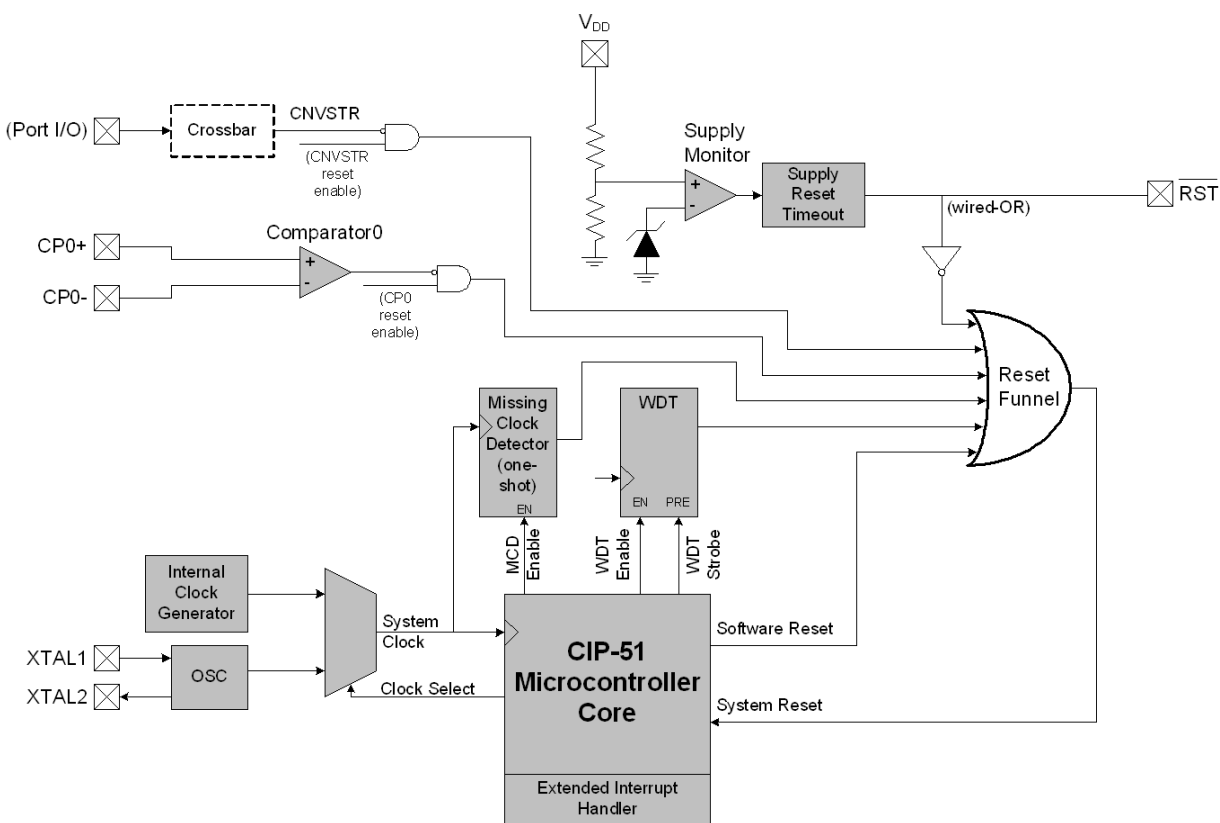 VDD
(Port I/O)
Crossbar
CNVSTR
(CNVSTR
reset
enable)
Supply
Monitor
+
-
Supply
Reset
Timeout
(wired-OR)
RST
CP0+
CP0-
Comparator0
+
-
(CP0
reset
enable)
Reset
Funnel
Missing
Clock
Detector
(one-
shot)
EN
WDT
EN
PRE
MCD
Enable
WDT
Enable
WDT
Strobe
Internal
Clock
Generator
System
Clock
XTAL1
XTAL2
OSC
Clock Select
CIP-51
Microcontroller
Core
Software Reset
System Reset
Extended Interrupt
Handler